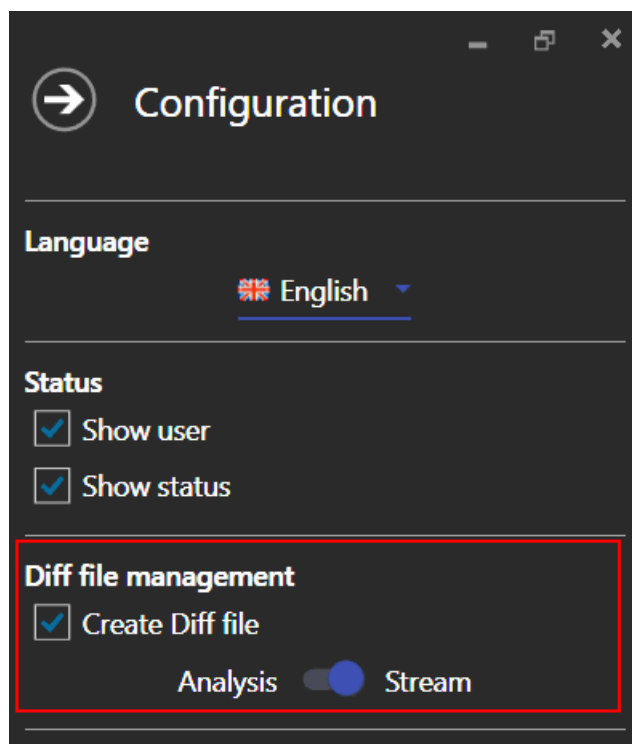 Configuration
Language
English
Status
Show user
Show status
Diff file management
Create Diff file
Analysis Stream